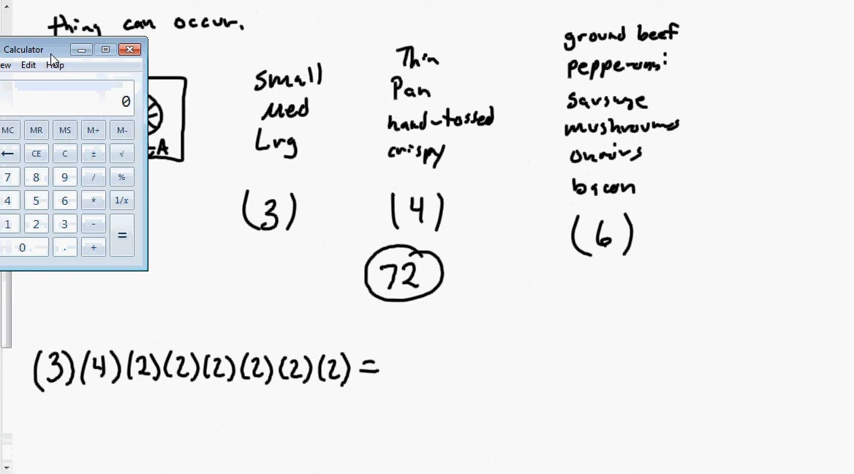 thing can occur.
Calculator
ew Edit Help
0
MC MR MS M+ M-
← CE C ± √
7 8 9 / %
4 5 6 * 1/x
1 2 3 - =
0 . +
Small
Med
Lrg
(3)
Thin
Pan
hand-tossed
crispy
(4)
ground beef
pepperoni
sausage
mushrooms
onions
bacon
(6)
72
(3)(4)(2)(2)(2)(2)(2)(2) =